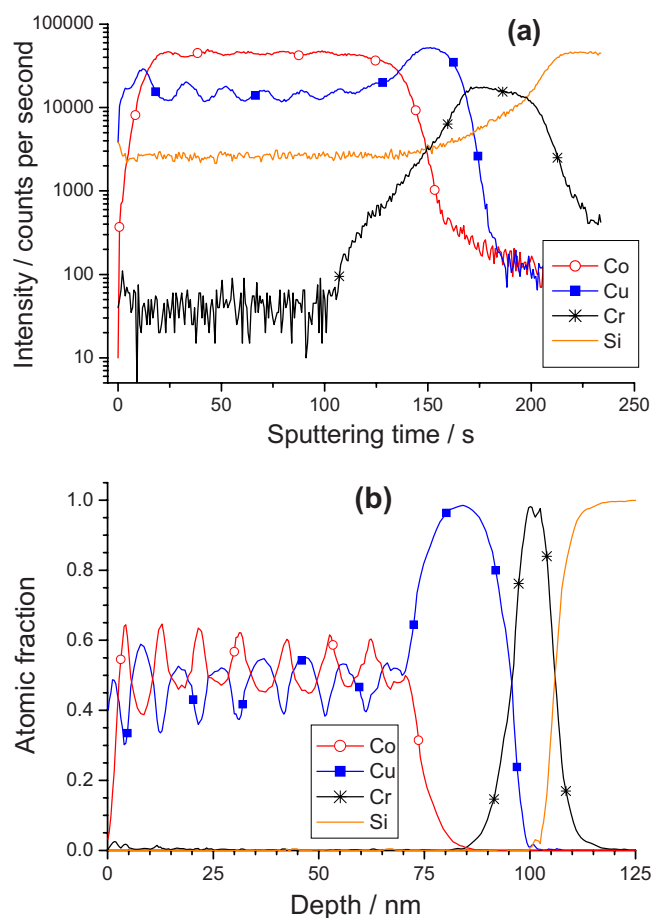 (a)
Intensity / counts per second
100000
10000
1000
100
10
Co
Cu
Cr
Si
0 50 100 150 200 250
Sputtering time / s
(b)
Atomic fraction
1.0
0.8
0.6
0.4
0.2
0.0
Co
Cu
Cr
Si
0 25 50 75 100 125
Depth / nm